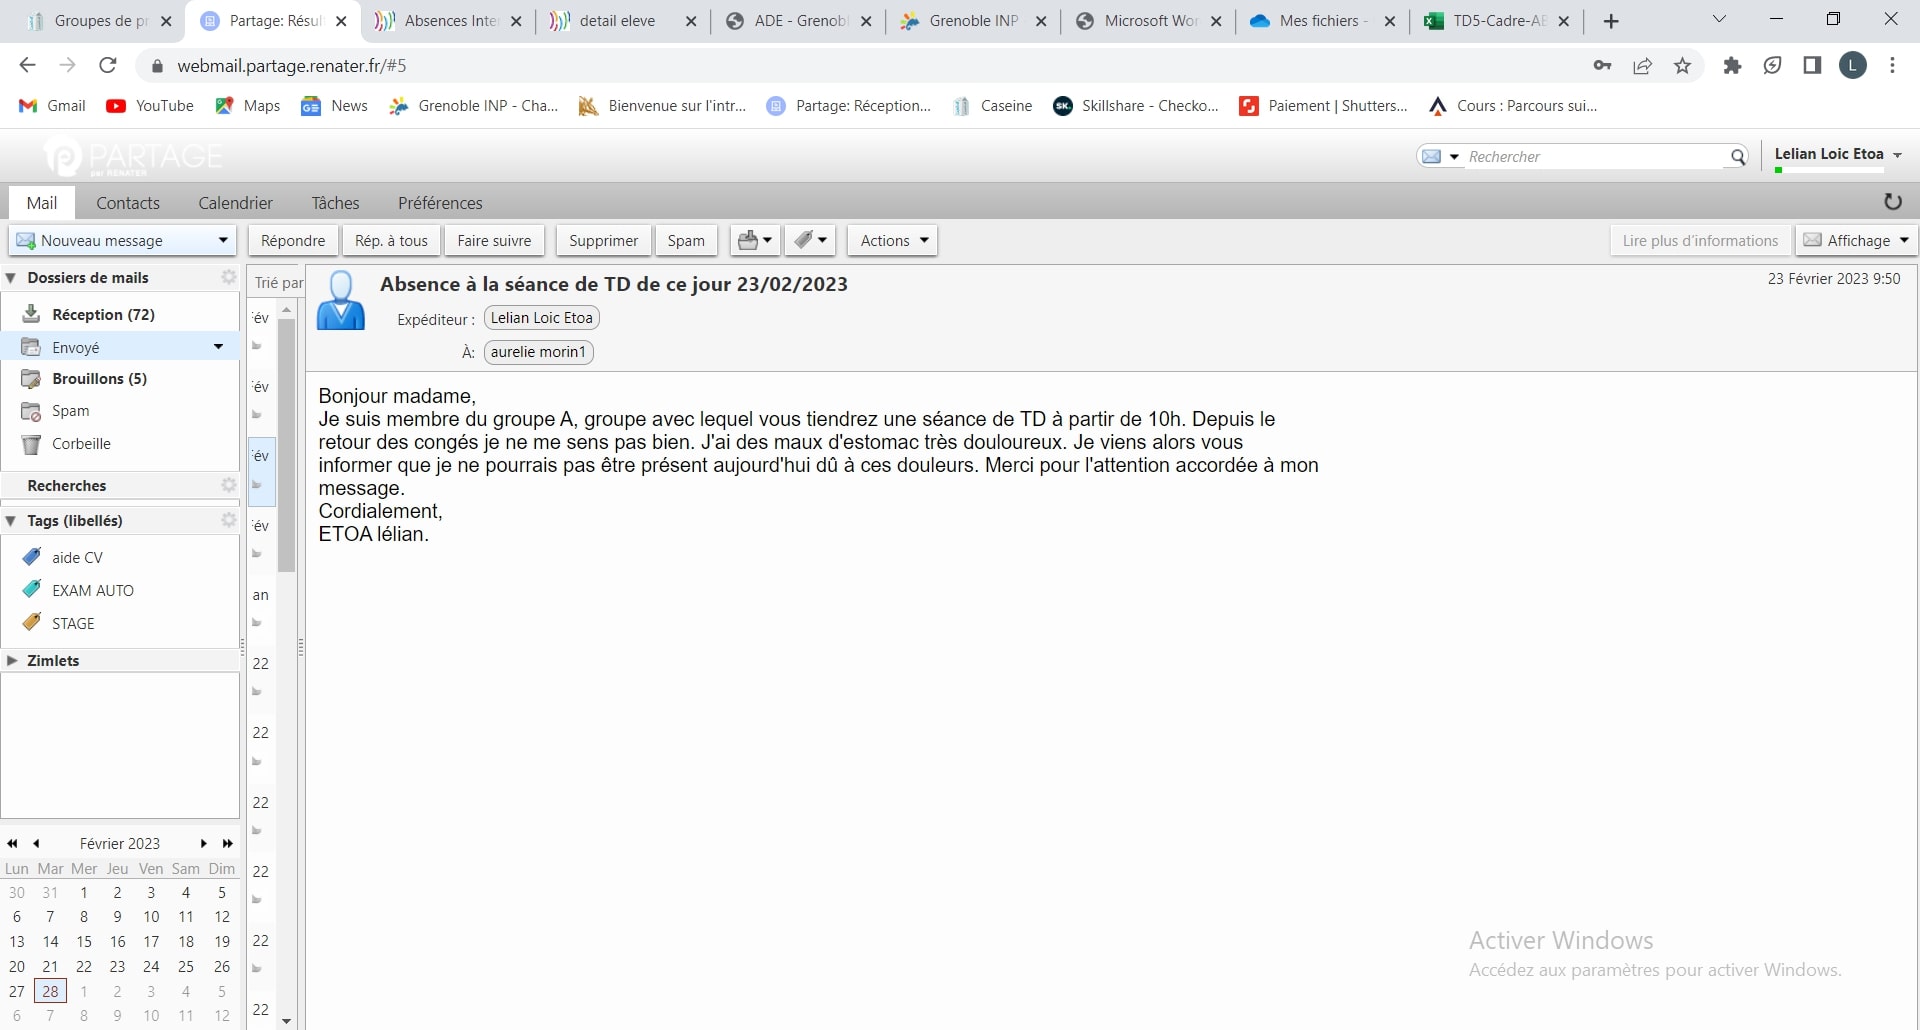 Groupes de pr
Partage: Résul
Absences Inte
detail eleve
ADE - Grenobl
Grenoble INP -
Microsoft Wor
Mes fichiers -
TD5-Cadre-AB
webmail.partage.renater.fr/#5
L
Gmail
YouTube
Maps
News
Grenoble INP - Cha...
Bienvenue sur l'intr...
Partage: Réception...
Caseine
SK.
Skillshare - Checko...
Paiement | Shutters...
Cours : Parcours sui...
PARTAGE
par RENATER
Rechercher
Lelian Loic Etoa
Mail
Contacts
Calendrier
Tâches
Préférences
Nouveau message
Répondre
Rép. à tous
Faire suivre
Supprimer
Spam
Actions
Lire plus d'informations
Affichage
Dossiers de mails
Réception (72)
Envoyé
Brouillons (5)
Spam
Corbeille
Recherches
Tags (libellés)
aide CV
EXAM AUTO
STAGE
Zimlets
Février 2023
Lun Mar Mer Jeu Ven Sam Dim
30 31 1 2 3 4 5
6 7 8 9 10 11 12
13 14 15 16 17 18 19
20 21 22 23 24 25 26
27 28 1 2 3 4 5
6 7 8 9 10 11 12
Trié par
év
év
év
év
an
22
22
22
22
22
22
Absence à la séance de TD de ce jour 23/02/2023
23 Février 2023 9:50
Expéditeur : Lelian Loic Etoa
À: aurelie morin1
Bonjour madame,
Je suis membre du groupe A, groupe avec lequel vous tiendrez une séance de TD à partir de 10h. Depuis le
retour des congés je ne me sens pas bien. J'ai des maux d'estomac très douloureux. Je viens alors vous
informer que je ne pourrais pas être présent aujourd'hui dû à ces douleurs. Merci pour l'attention accordée à mon
message.
Cordialement,
ETOA lélian.
Activer Windows
Accédez aux paramètres pour activer Windows.